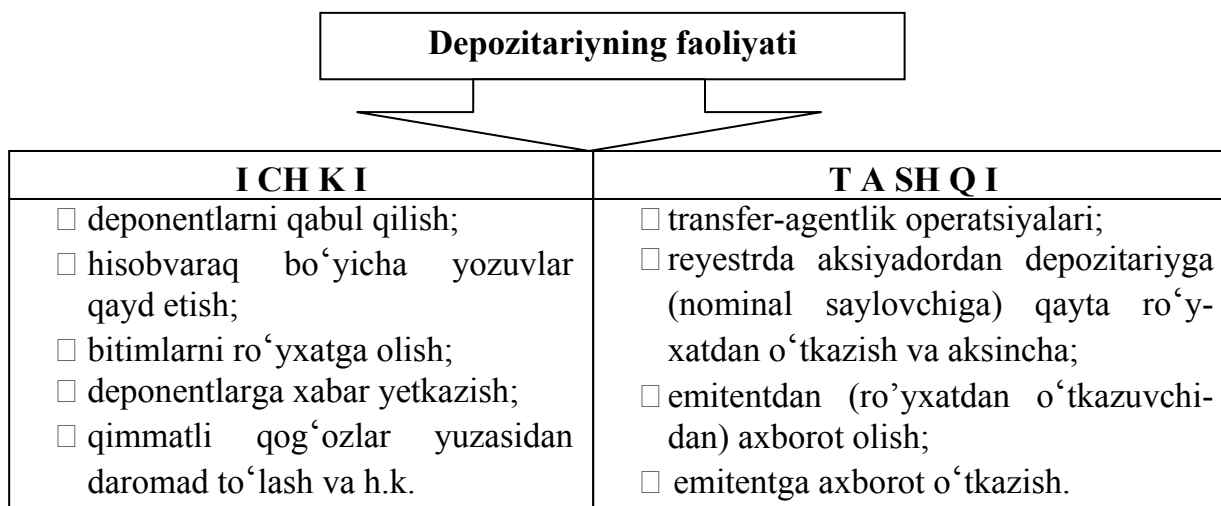 Depozitariyning faoliyati
I CH K I
□ deponentlarni qabul qilish;
□ hisobvaraq bo‘yicha yozuvlar
qayd etish;
□ bitimlarni ro‘yxatga olish;
□ deponentlarga xabar yetkazish;
□ qimmatli qog‘ozlar yuzasidan
daromad to‘lash va h.k.
T A SH Q I
□ transfer-agentlik operatsiyalari;
□ reyestrda aksiyadordan depozitariyga
(nominal saylovchiga) qayta ro‘y-
xatdan o‘tkazish va aksincha;
□ emitentdan (ro’yxatdan o‘tkazuvchi-
dan) axborot olish;
□ emitentga axborot o‘tkazish.